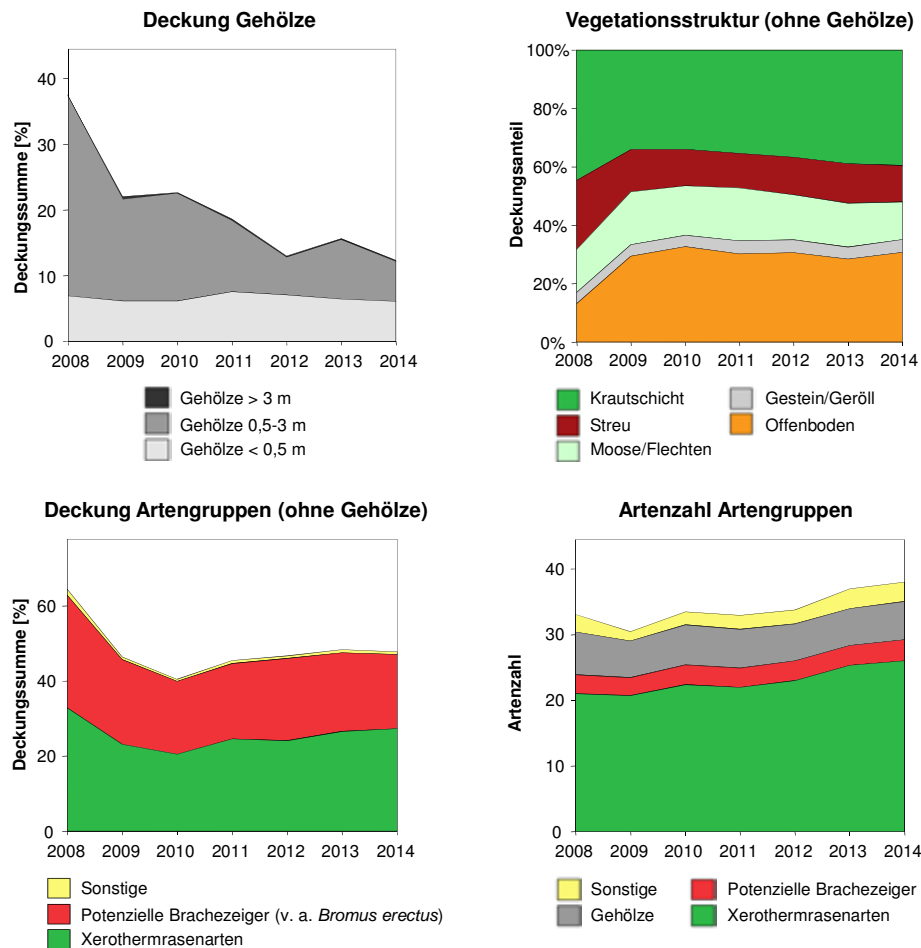 Deckung Gehölze
Deckungssumme [%]
40
30
20
10
0
2008 2009 2010 2011 2012 2013 2014
Gehölze > 3 m
Gehölze 0,5-3 m
Gehölze < 0,5 m
Vegetationsstruktur (ohne Gehölze)
Deckungsanteil
100%
80%
60%
40%
20%
0%
2008 2009 2010 2011 2012 2013 2014
Krautschicht
Streu
Moose/Flechten
Gestein/Geröll
Offenboden
Deckung Artengruppen (ohne Gehölze)
Deckungssumme [%]
60
40
20
0
2008 2009 2010 2011 2012 2013 2014
Sonstige
Potenzielle Brachezeiger (v. a. Bromus erectus)
Xerothermrasenarten
Artenzahl Artengruppen
Artenzahl
40
30
20
10
0
2008 2009 2010 2011 2012 2013 2014
Sonstige
Gehölze
Potenzielle Brachezeiger
Xerothermrasenarten